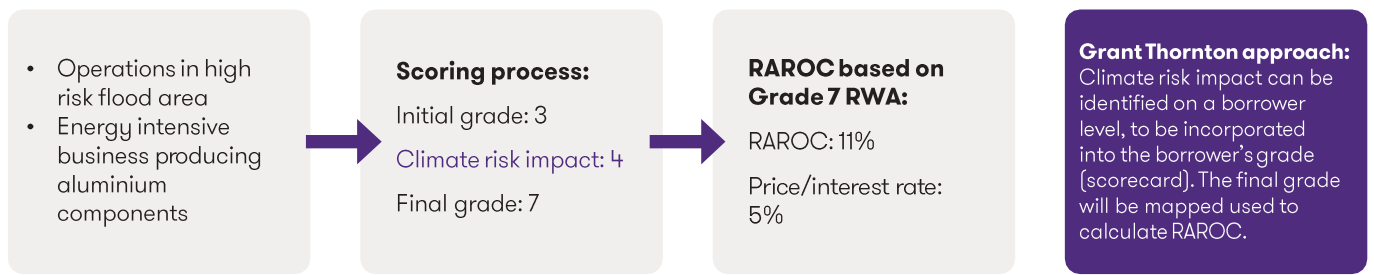 • Operations in high
risk flood area
• Energy intensive
business producing
aluminium
components
Scoring process:
Initial grade: 3
Climate risk impact: 4
Final grade: 7
RAROC based on
Grade 7 RWA:
RAROC: 11%
Price/interest rate:
5%
Grant Thornton approach:
Climate risk impact can be
identified on a borrower
level, to be incorporated
into the borrower's grade
(scorecard). The final grade
will be mapped used to
calculate RAROC.